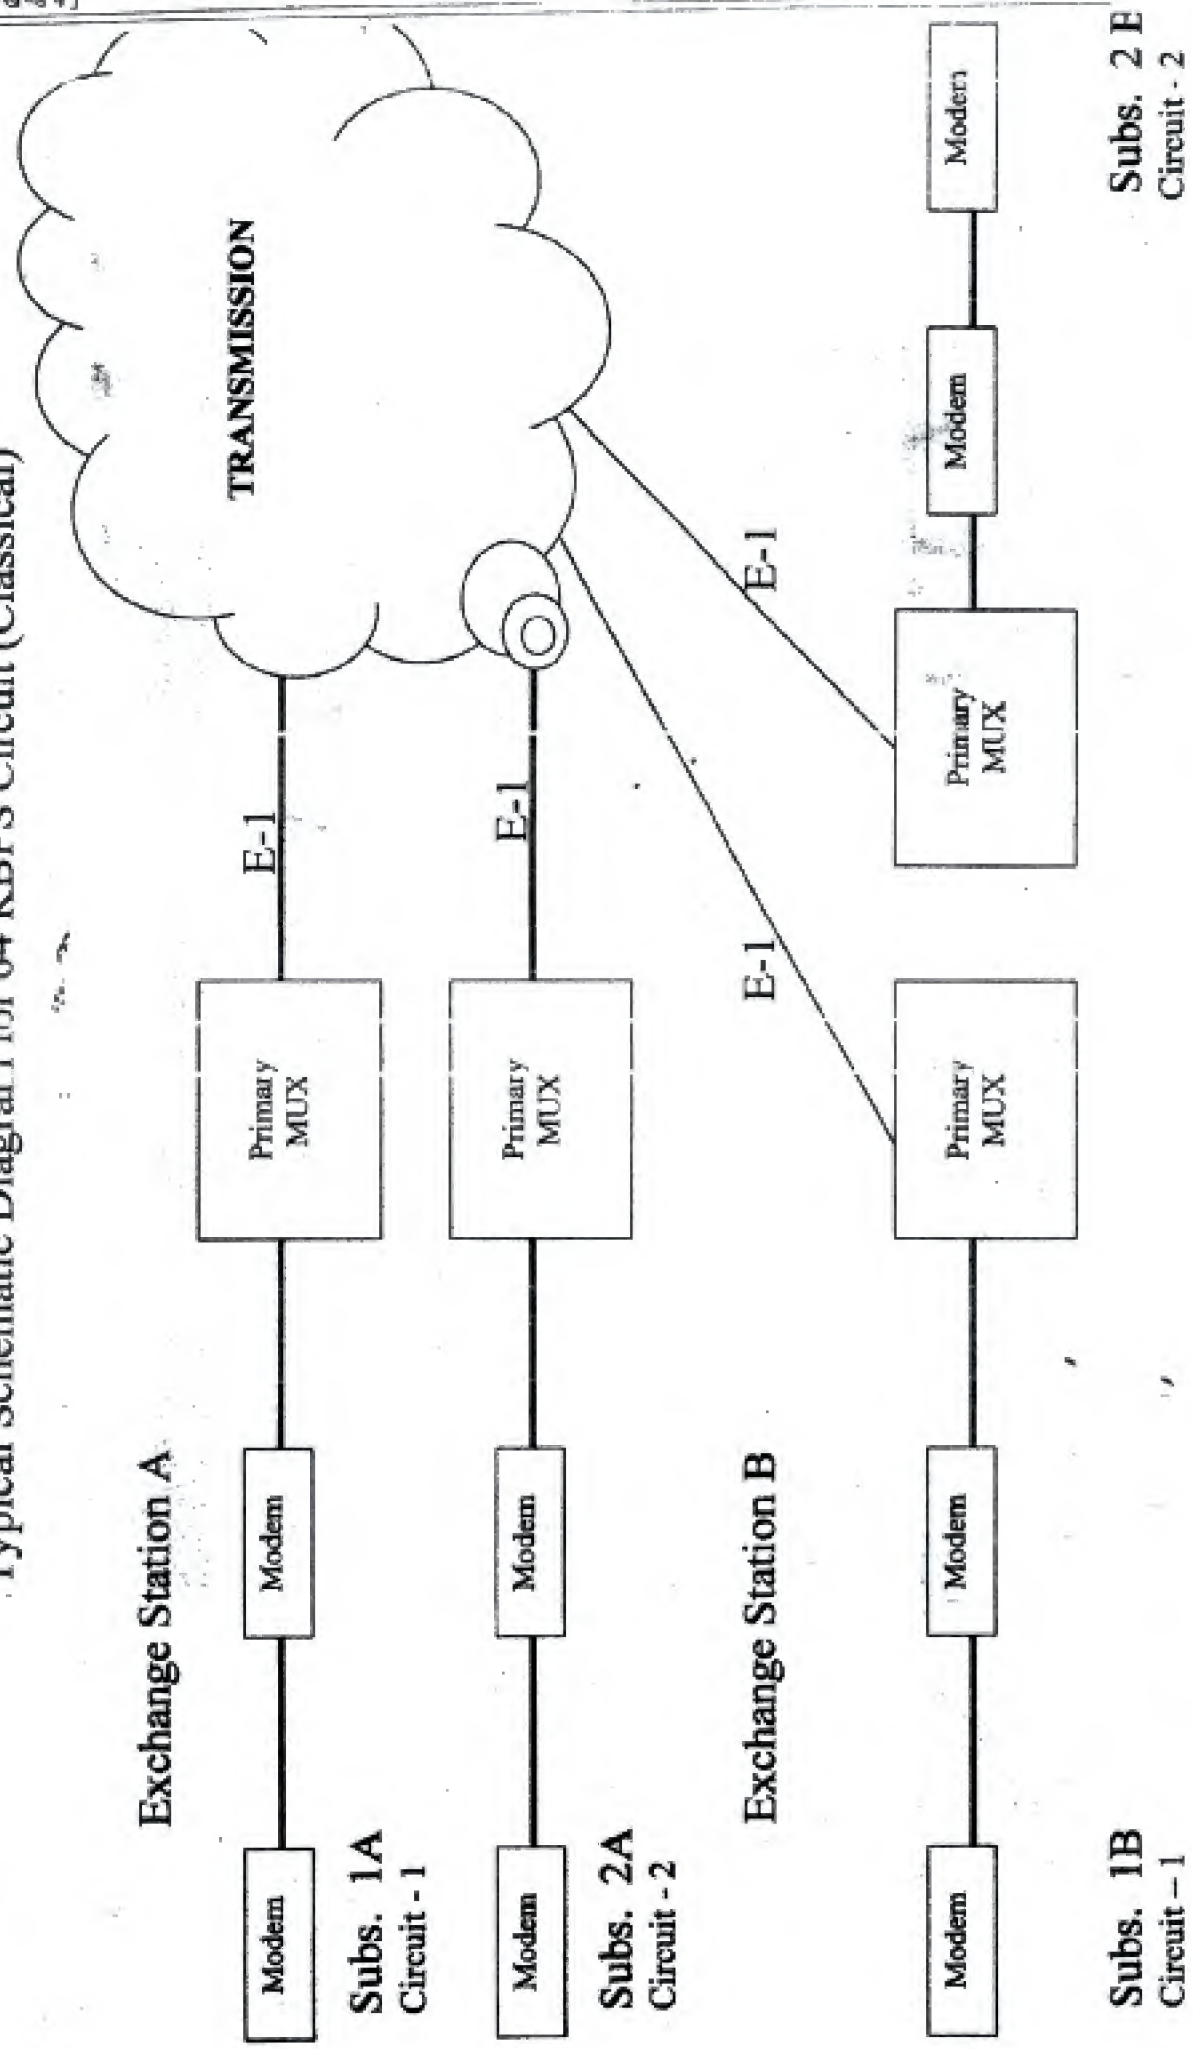 Typical Schematic Diagram for 64 KBPS Circuit (Classical)
Exchange Station A
Modem
Modem
Primary
MUX
E-1
TRANSMISSION
Subs. 1A
Circuit - 1
Modem
Modem
Primary
MUX
E-1
Subs. 2A
Circuit - 2
Exchange Station B
E-1
E-1
Modem
Modem
Primary
MUX
Primary
MUX
Modem
Modem
Subs. 1B
Circuit – 1
Subs. 2 B
Circuit - 2